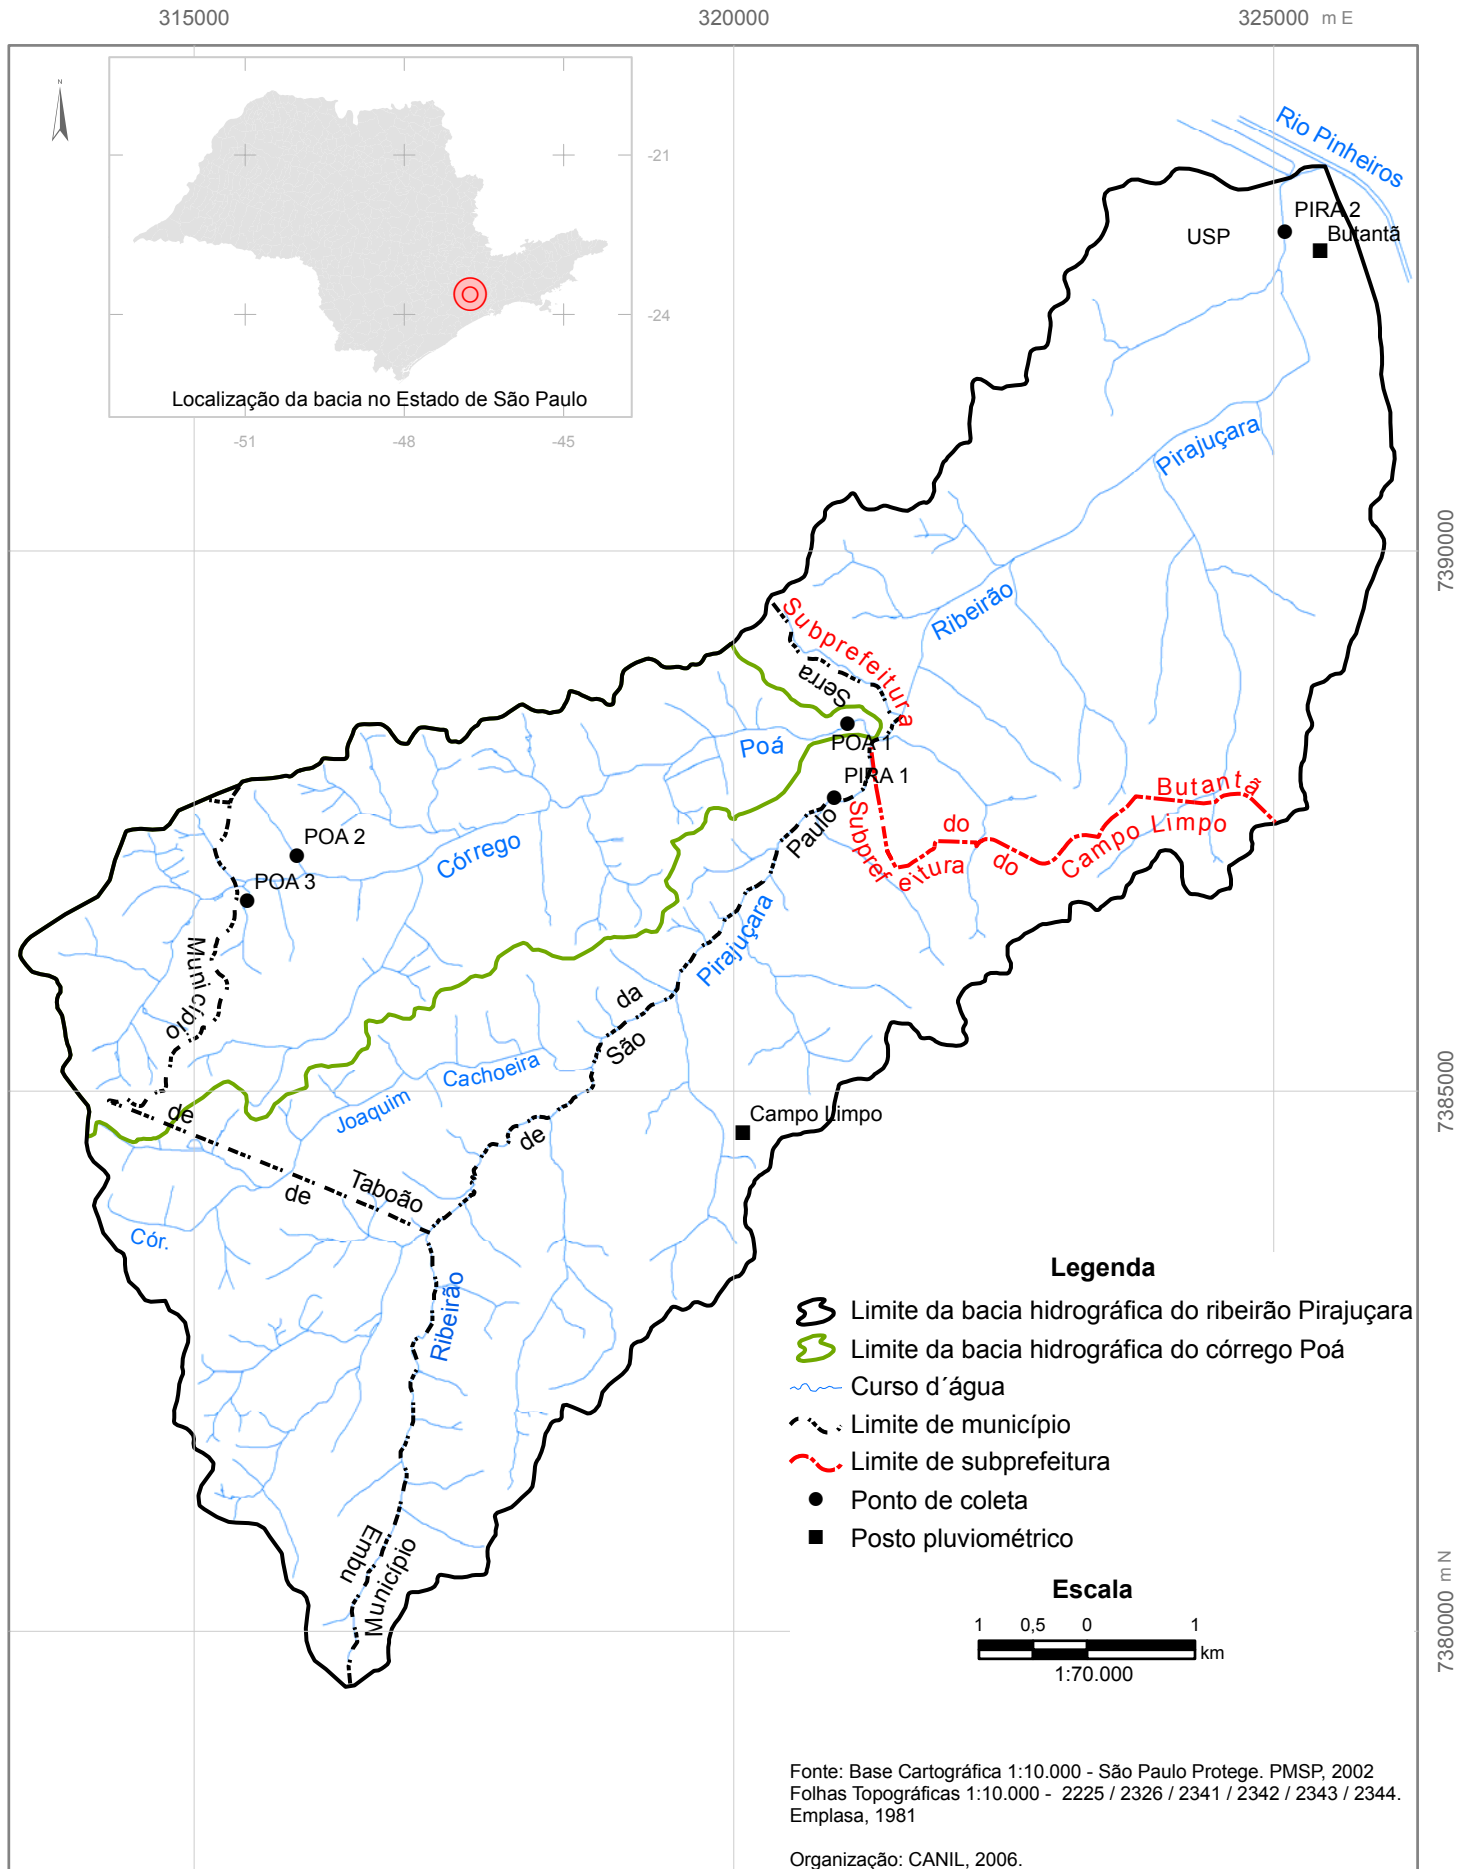 315000
320000
325000 m E
N
-21
-24
-51
-48
-45
Localização da bacia no Estado de São Paulo
Rio Pinheiros
PIRA 2
USP
Butantã
Pirajuçara
7390000
Ribeirão
Subprefeitura
Serra
POA 1
Poá
PIRA 1
Butantã
do
Paulo
Subprefeitura
do
Campo Limpo
POA 2
Córrego
POA 3
Município
Pirajuçara
da
São
Cachoeira
Joaquim
7385000
de
Campo Limpo
de
Taboão
de
Cór.
Ribeirão
Embu
Município
Legenda
Limite da bacia hidrográfica do ribeirão Pirajuçara
Limite da bacia hidrográfica do córrego Poá
Curso d´água
Limite de município
Limite de subprefeitura
Ponto de coleta
Posto pluviométrico
Escala
1 0,5 0 1
km
1:70.000
7380000 m N
Fonte: Base Cartográfica 1:10.000 - São Paulo Protege. PMSP, 2002
Folhas Topográficas 1:10.000 - 2225 / 2326 / 2341 / 2342 / 2343 / 2344.
Emplasa, 1981
Organização: CANIL, 2006.